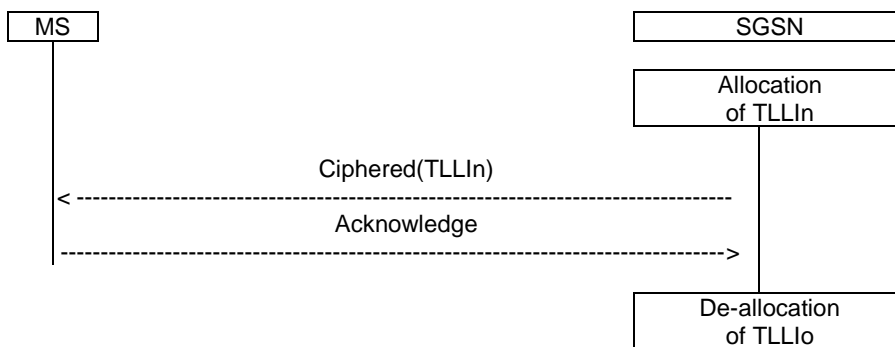 MS
SGSN
Allocation
of TLLIn
Ciphered(TLLIn)
< ----------------------------------------------------------------------------------
Acknowledge
----------------------------------------------------------------------------------->
De-allocation
of TLLIo